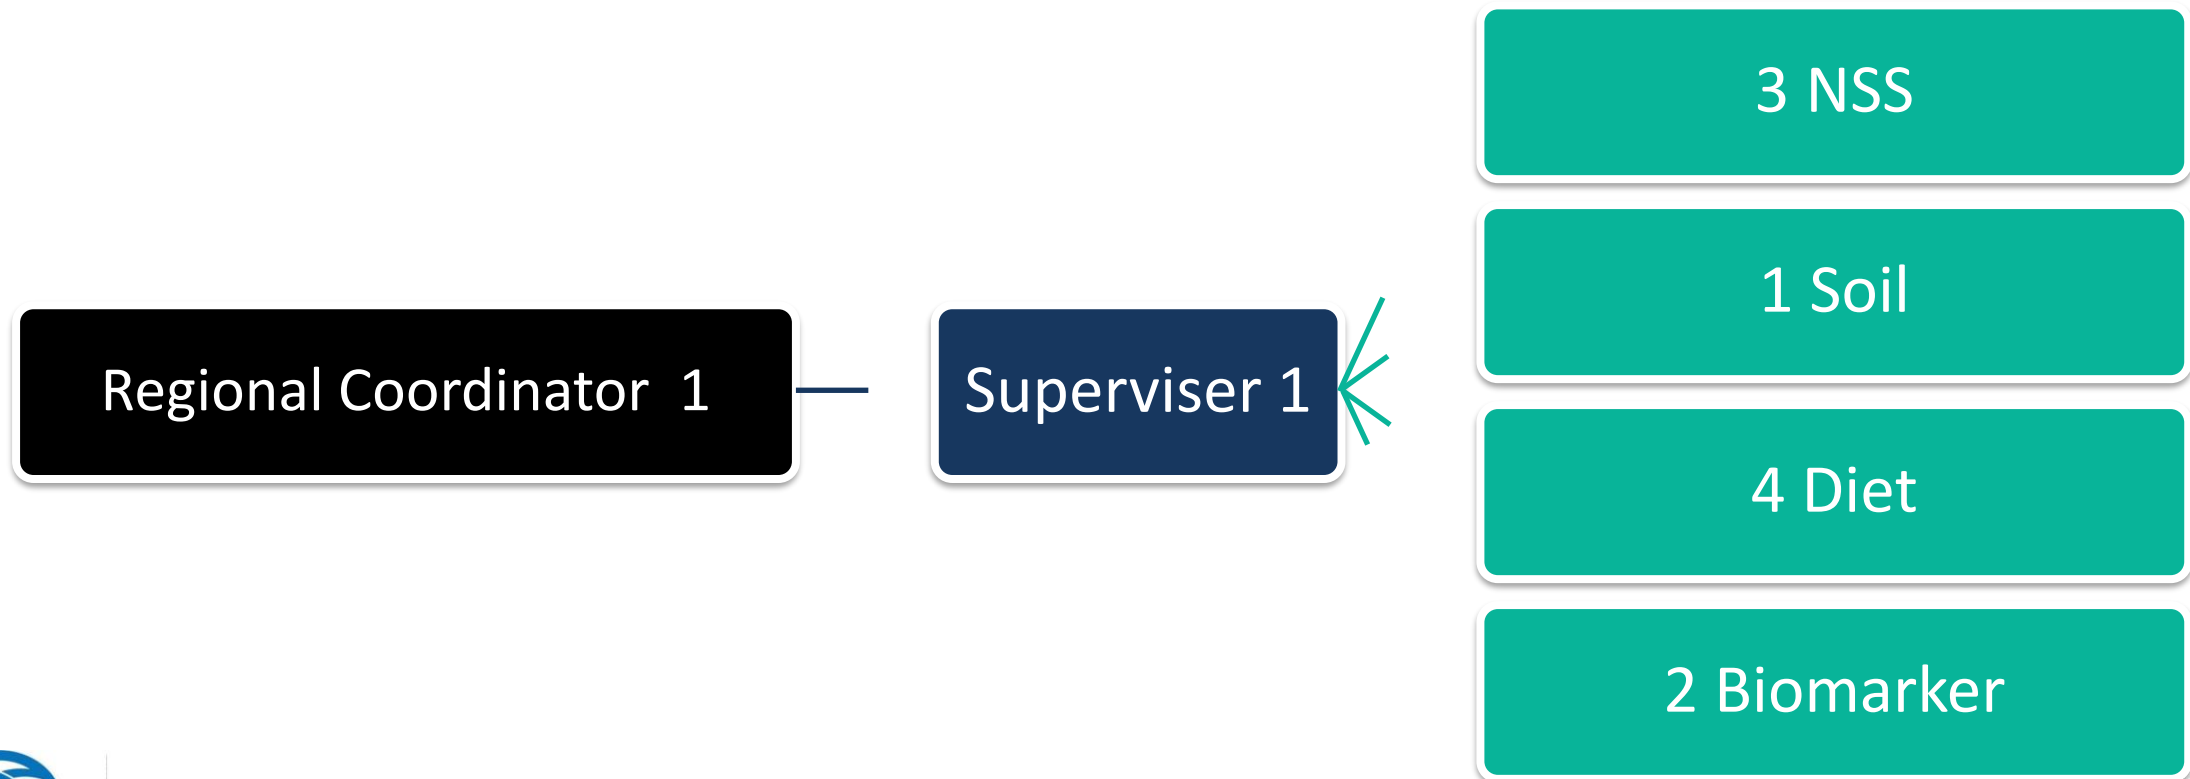 3 NSS
1 Soil
Regional Coordinator  1
Superviser 1
4 Diet
2 Biomarker